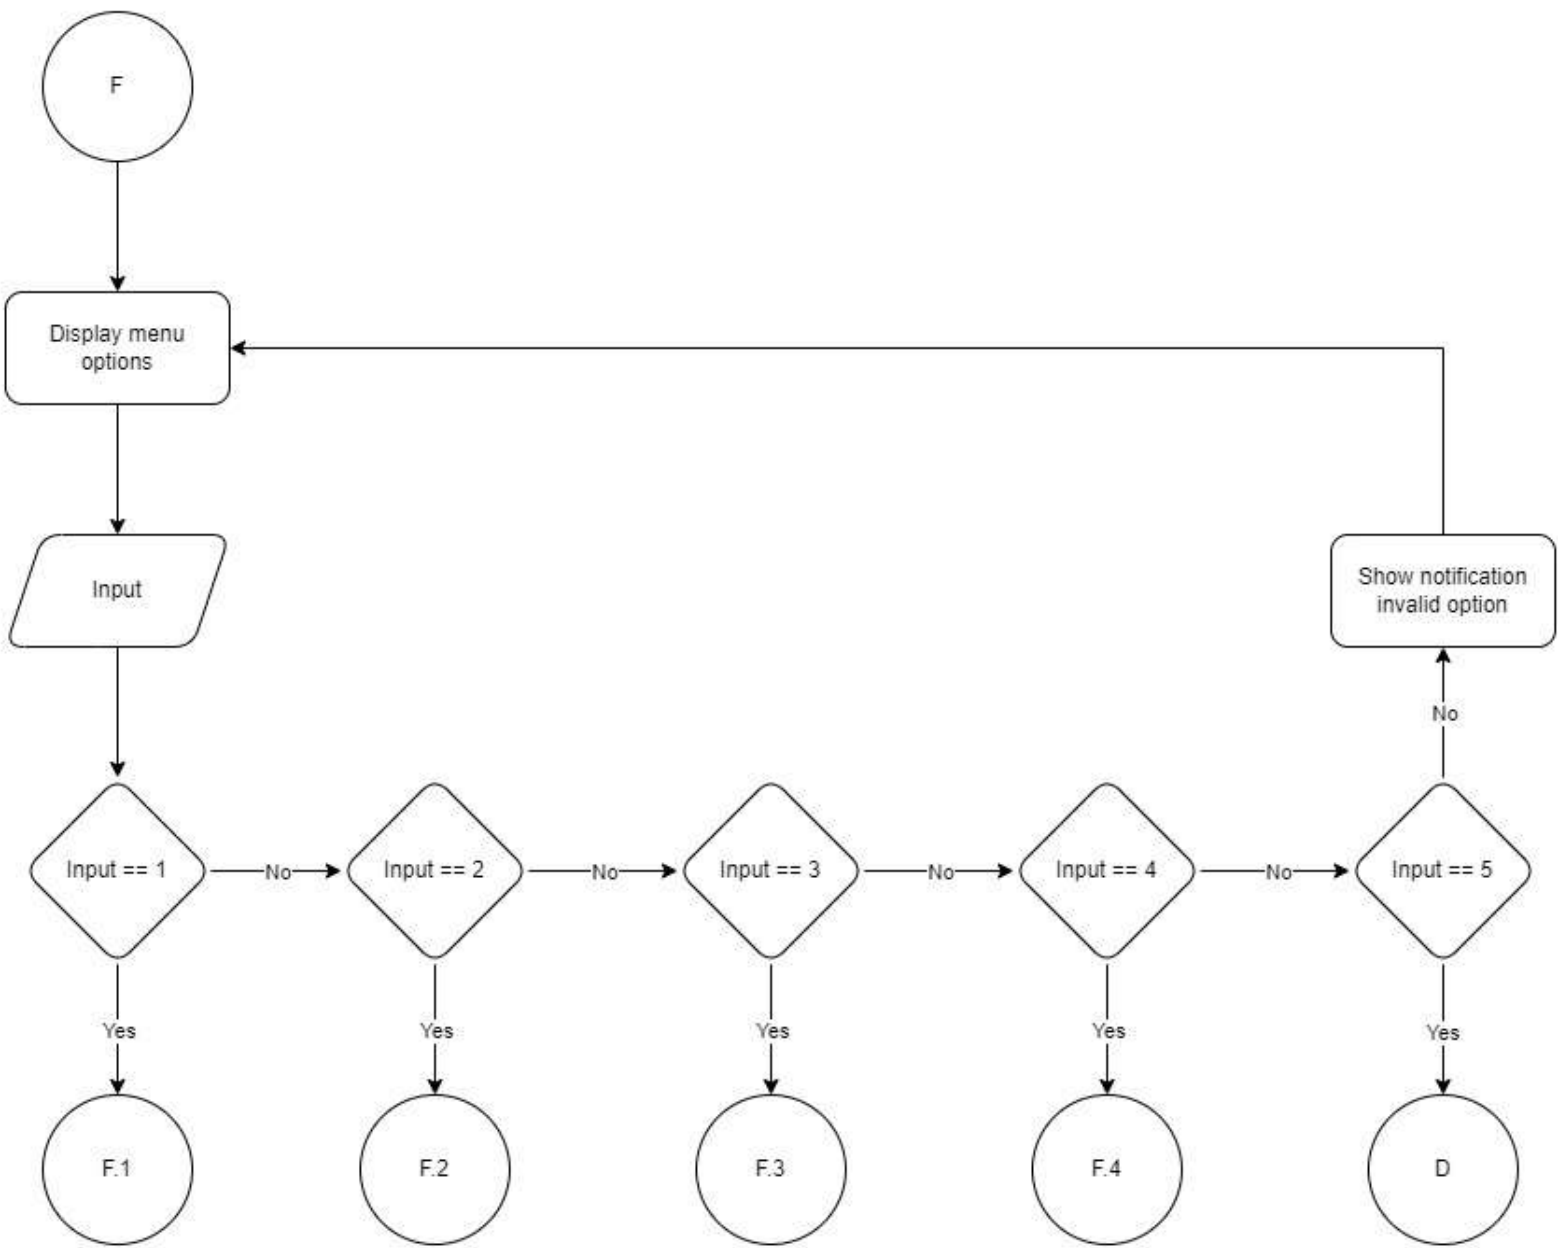 F
Display menu
options
Input
Show notification
invalid option
No
Input == 1
No
Input == 2
No
Input == 3
No
Input == 4
No
Input == 5
Yes
Yes
Yes
Yes
Yes
F.1
F.2
F.3
F.4
D